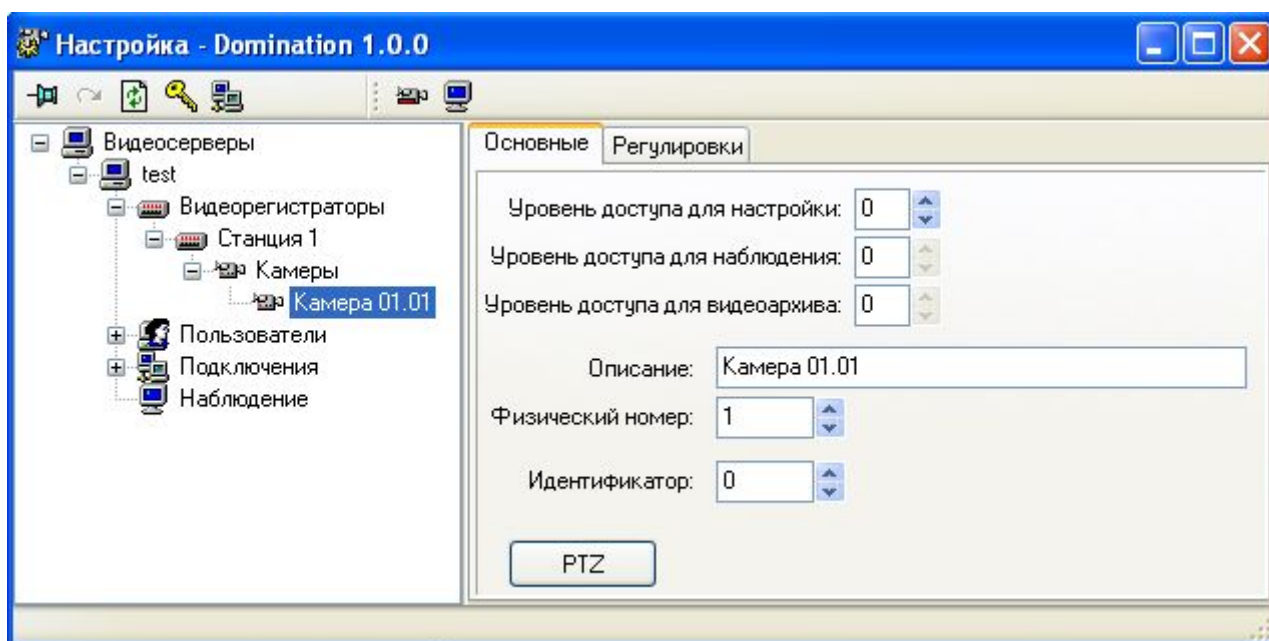 Настройка - Domination 1.0.0
Видеосерверы
test
Видеорегистраторы
Станция 1
Камеры
Камера 01.01
Пользователи
Подключения
Наблюдение
Основные
Регулировки
Уровень доступа для настройки: 0
Уровень доступа для наблюдения: 0
Уровень доступа для видеоархива: 0
Описание: Камера 01.01
Физический номер: 1
Идентификатор: 0
PTZ